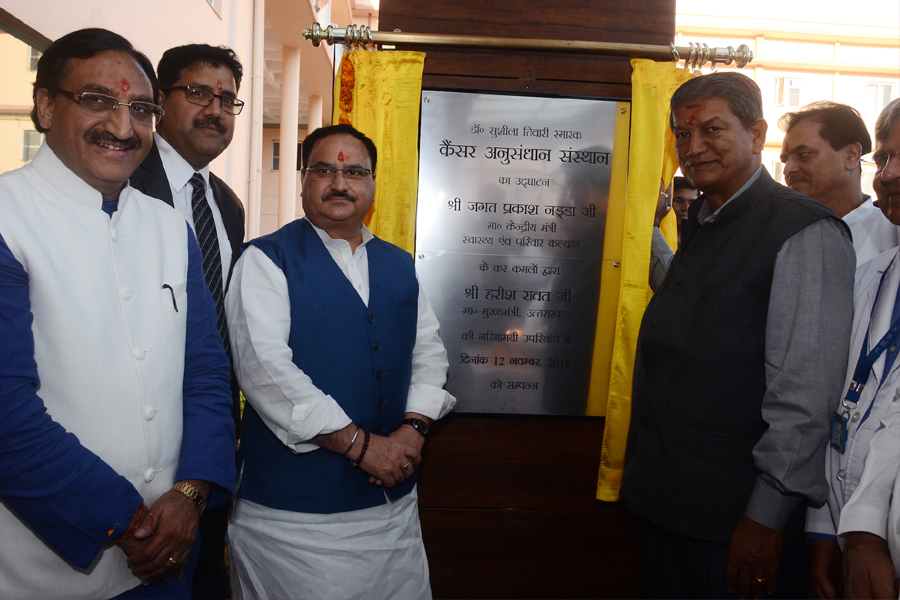 डॉ० सुशीला तिवारी स्मारक
कैंसर अनुसंधान संस्थान
का उद्घाटन
श्री जगत प्रकाश नड्डा जी
मा० केन्द्रीय मंत्री
स्वास्थ्य एंव परिवार कल्याण
के कर कमलों द्वारा
श्री हरीश रावत जी,
मा० मुख्यमंत्री, उत्तराखण्ड
की गरिमामयी उपस्थिति में
दिनांक 12 नवम्बर, 2016
को सम्पन्न